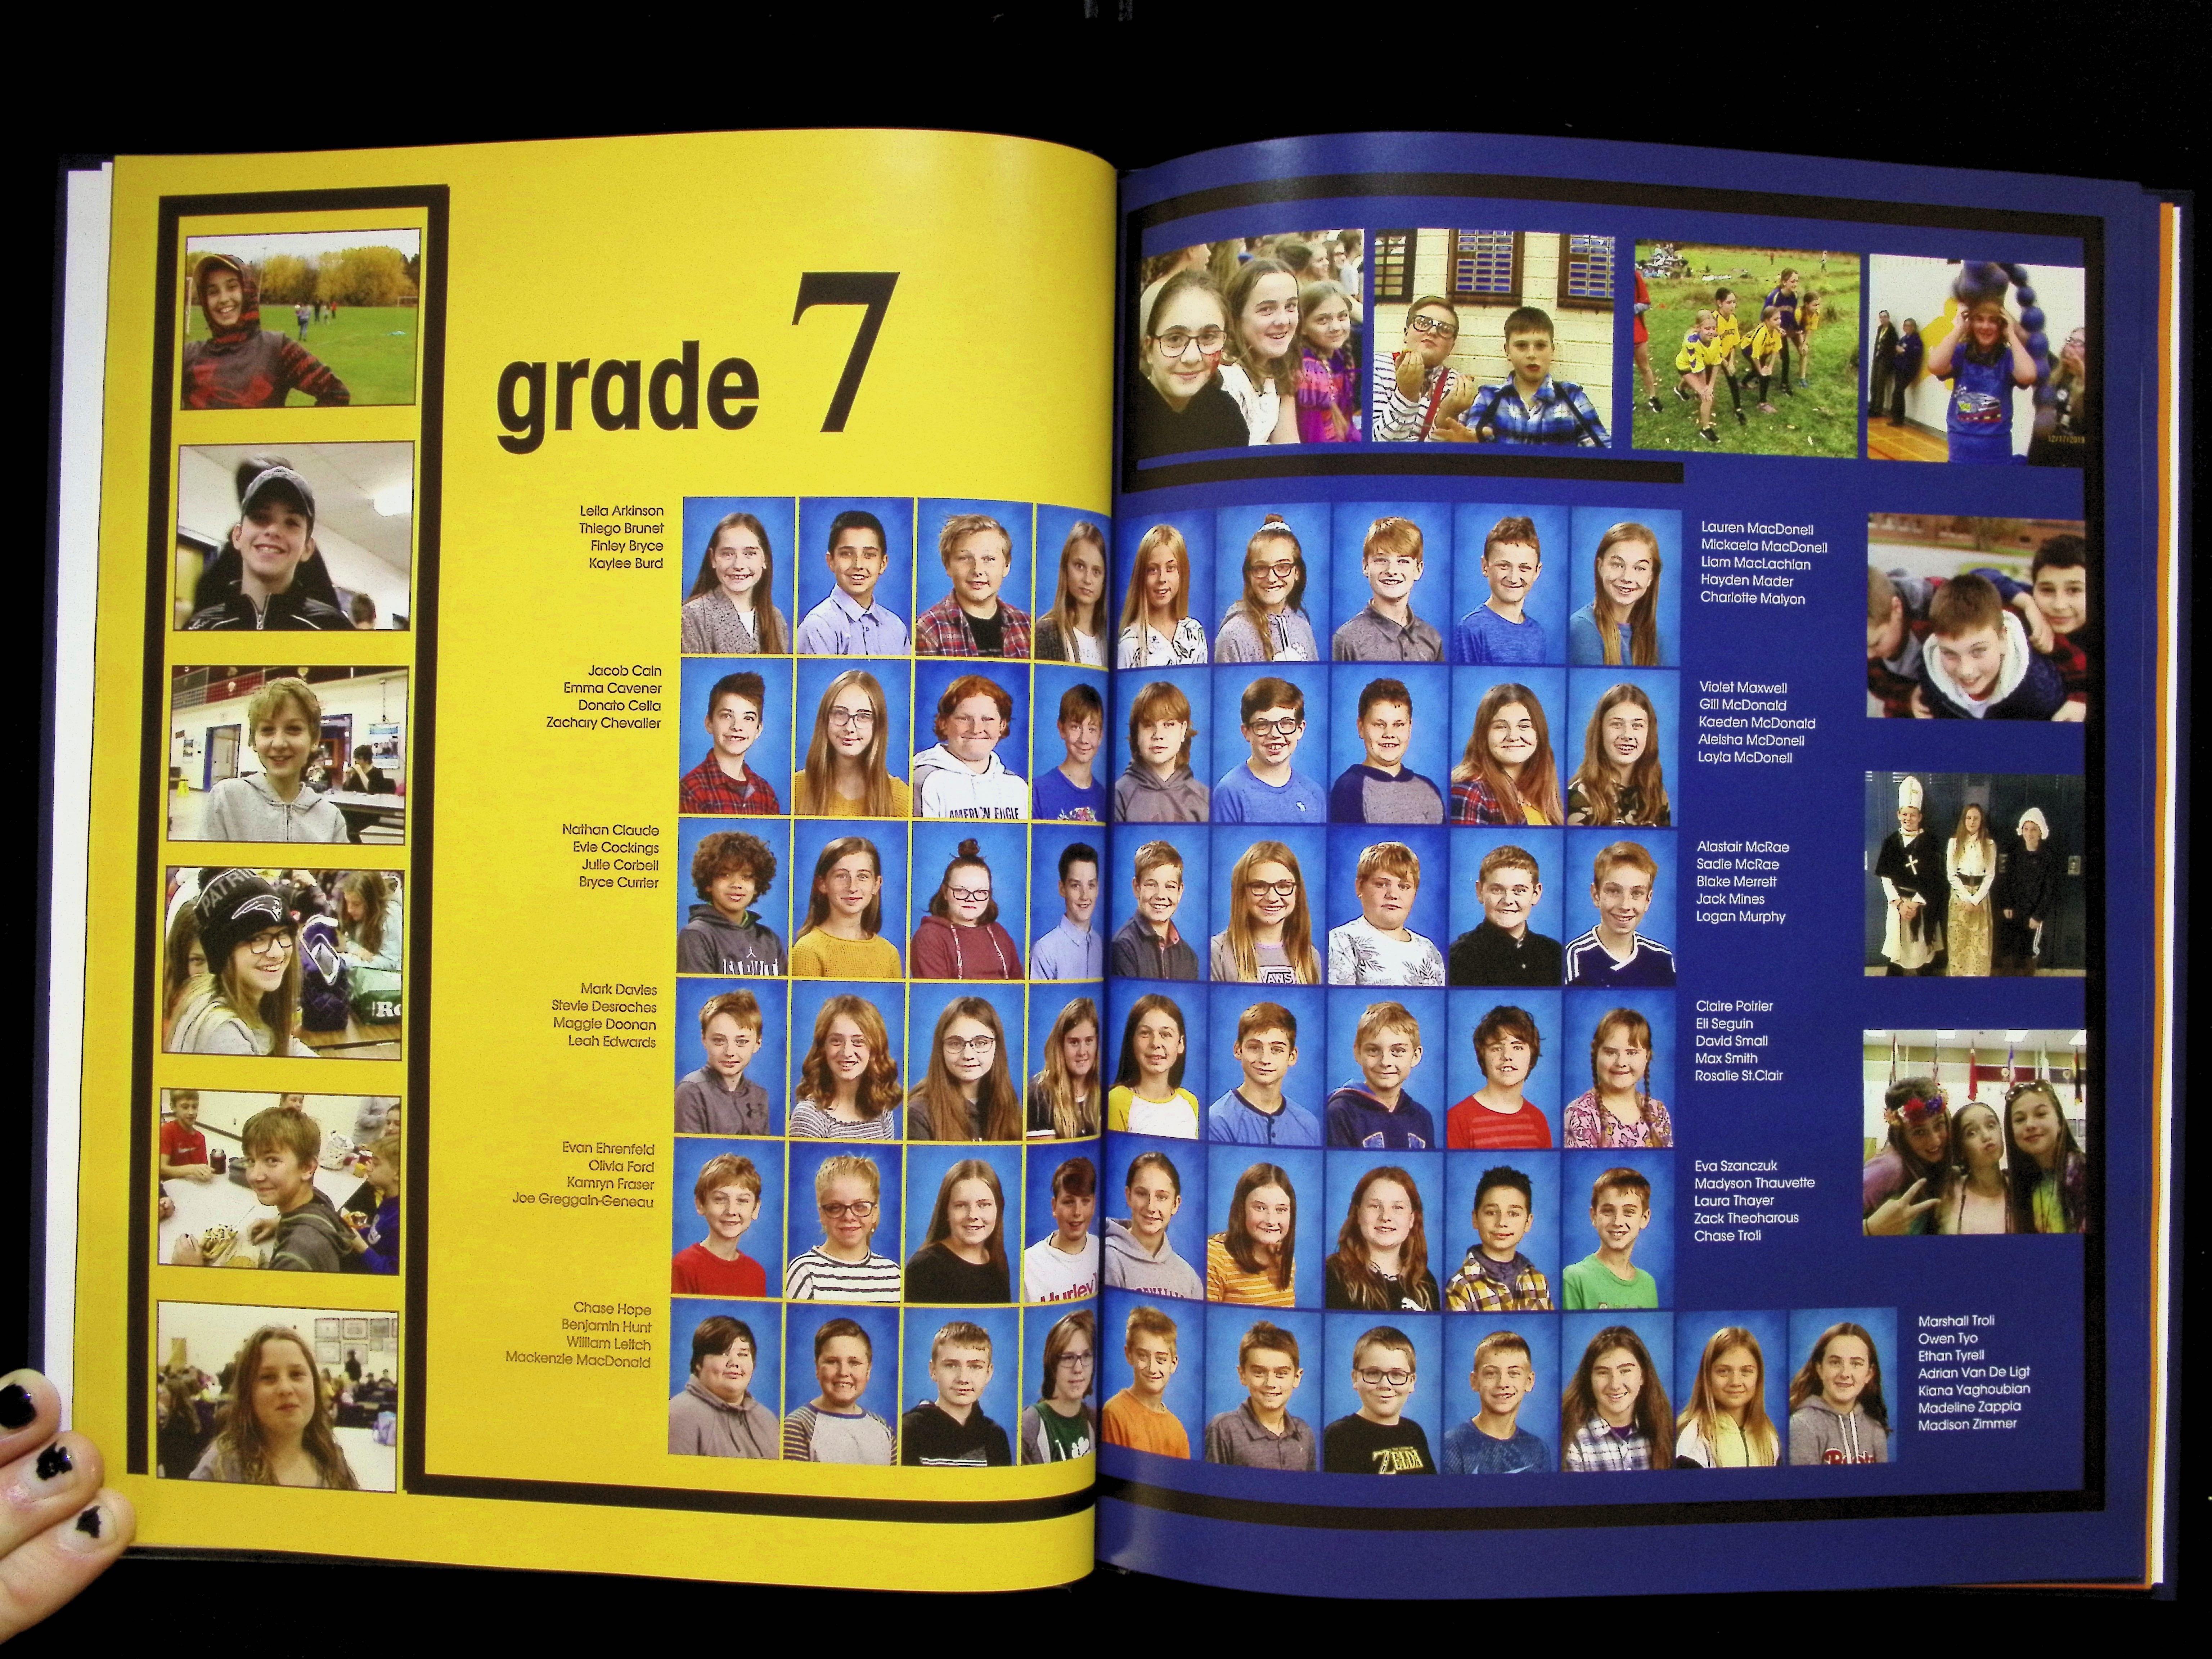 grade 7
Leila Arkinson
Thiego Brunet
Finley Bryce
Kaylee Burd
Jacob Cain
Emma Cavener
Donato Cella
Zachary Chevalier
Nathan Claude
Evie Cockings
Julie Corbeil
Bryce Currier
Mark Davies
Stevie Desroches
Maggie Doonan
Leah Edwards
Evan Ehrenfeld
Olivia Ford
Kamryn Fraser
Joe Greggain-Geneau
Chase Hope
Benjamin Hunt
William Leitch
Mackenzie MacDonald
AMERICAN EAGLE
Hurley
Lauren MacDonell
Mickaela MacDonell
Liam MacLachlan
Hayden Mader
Charlotte Malyon
Violet Maxwell
Gill McDonald
Kaeden McDonald
Aleisha McDonell
Layla McDonell
Alastair McRae
Sadie McRae
Blake Merrett
Jack Mines
Logan Murphy
Claire Poirier
Eli Seguin
David Small
Max Smith
Rosalie St.Clair
Eva Szanczuk
Madyson Thauvette
Laura Thayer
Zack Theoharous
Chase Troli
Marshall Troli
Owen Tyo
Ethan Tyrell
Adrian Van De Ligt
Kiana Yaghoubian
Madeline Zappia
Madison Zimmer
ZELDA